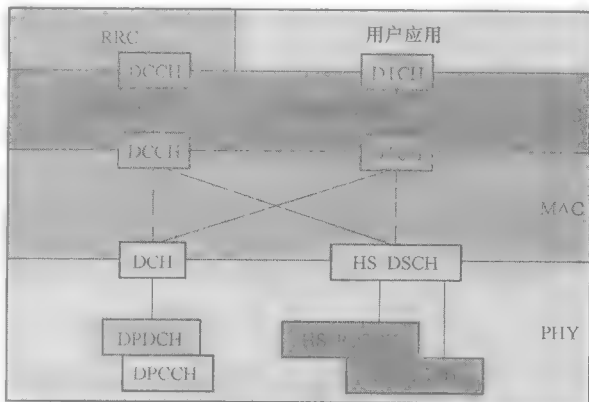 RRC 用户应用
DCCH DTCH
DCCH
MAC
DCH HS DSCH
PHY
DPDCH
DPCCH